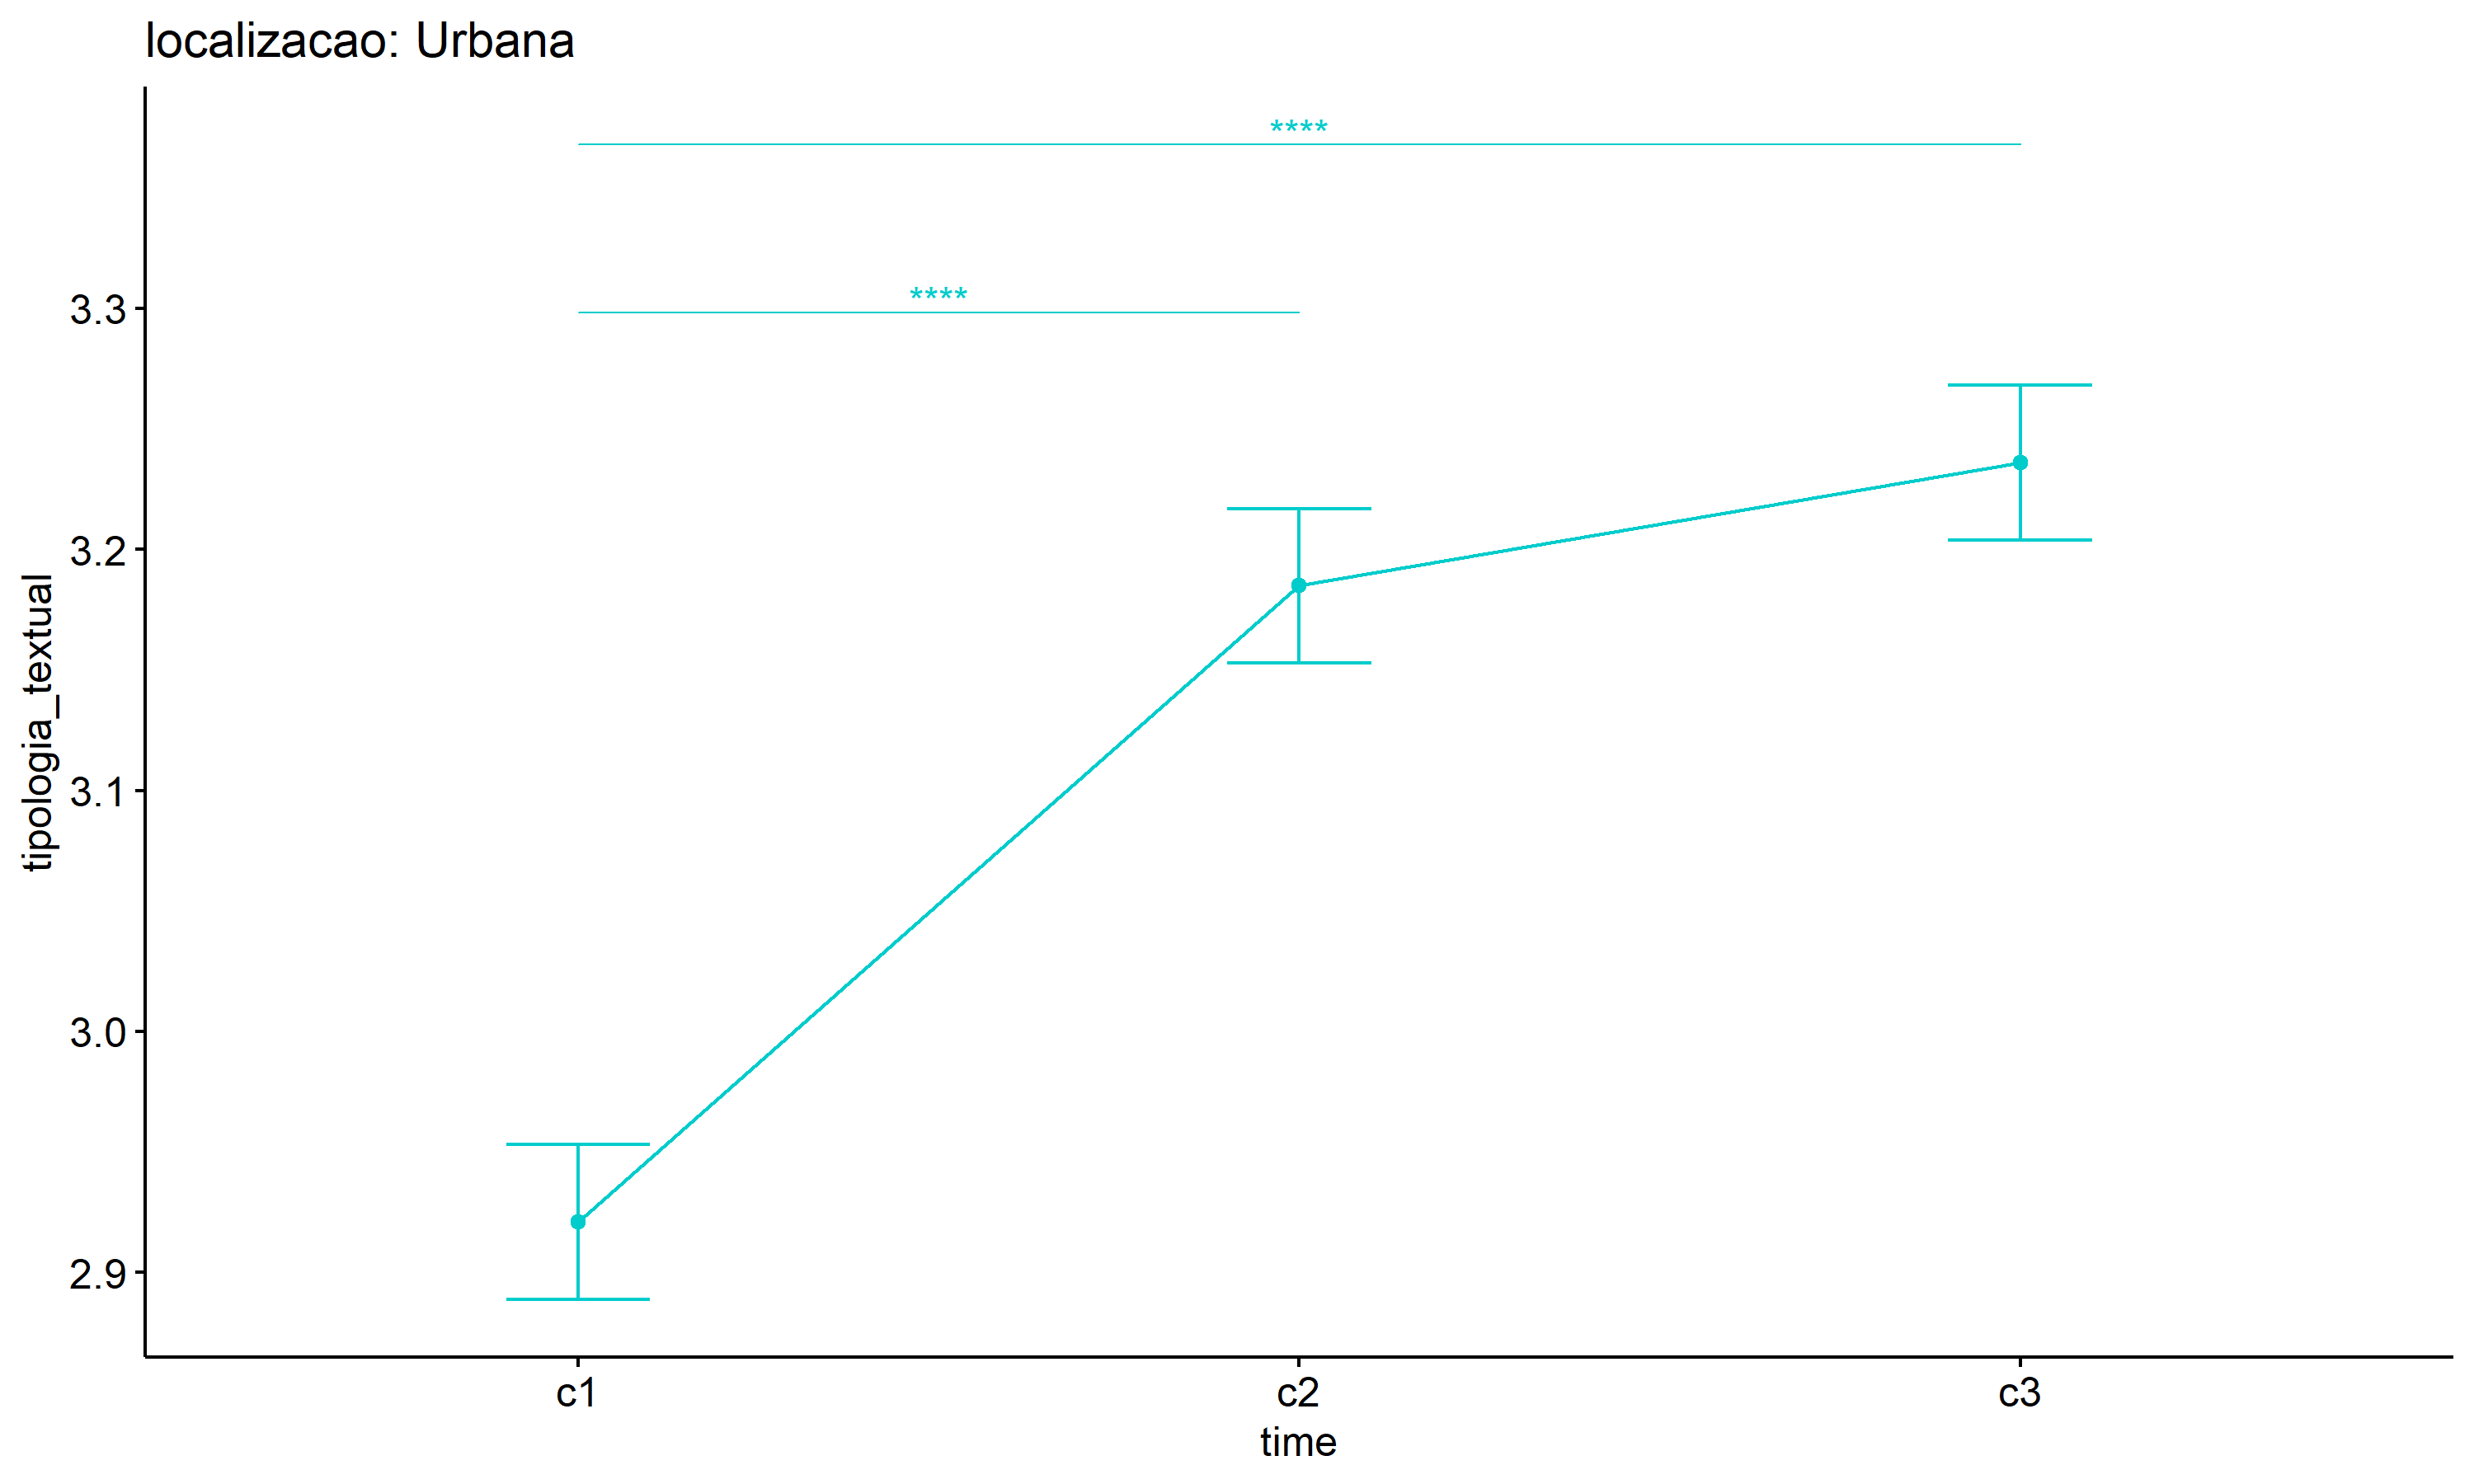 localizacao: Urbana
****
****
3.3
3.2
3.1
3.0
2.9
tipologia_textual
c1 c2 c3
time